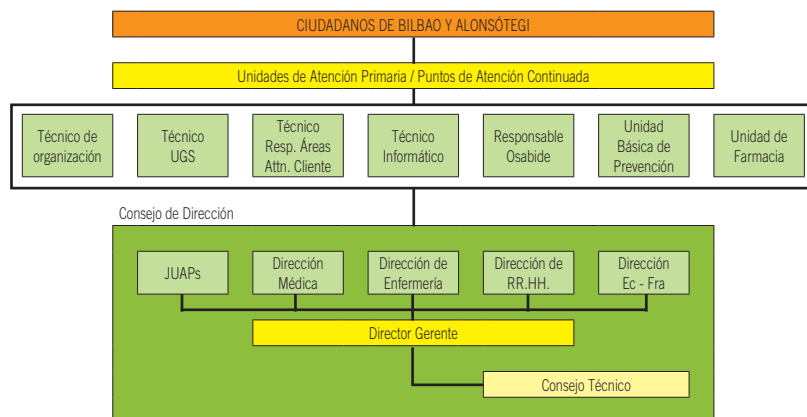 CIUDADANOS DE BILBAO Y ALONSÓTEGI
Unidades de Atención Primaria / Puntos de Atención Continuada
Técnico de
organización
Técnico
UGS
Técnico
Resp. Áreas
Attn. Cliente
Técnico
Informático
Responsable
Osabide
Unidad
Básica de
Prevención
Unidad de
Farmacia
Consejo de Dirección
JUAPs
Dirección
Médica
Dirección de
Enfermería
Dirección de
RR.HH.
Dirección
Ec - Fra
Director Gerente
Consejo Técnico